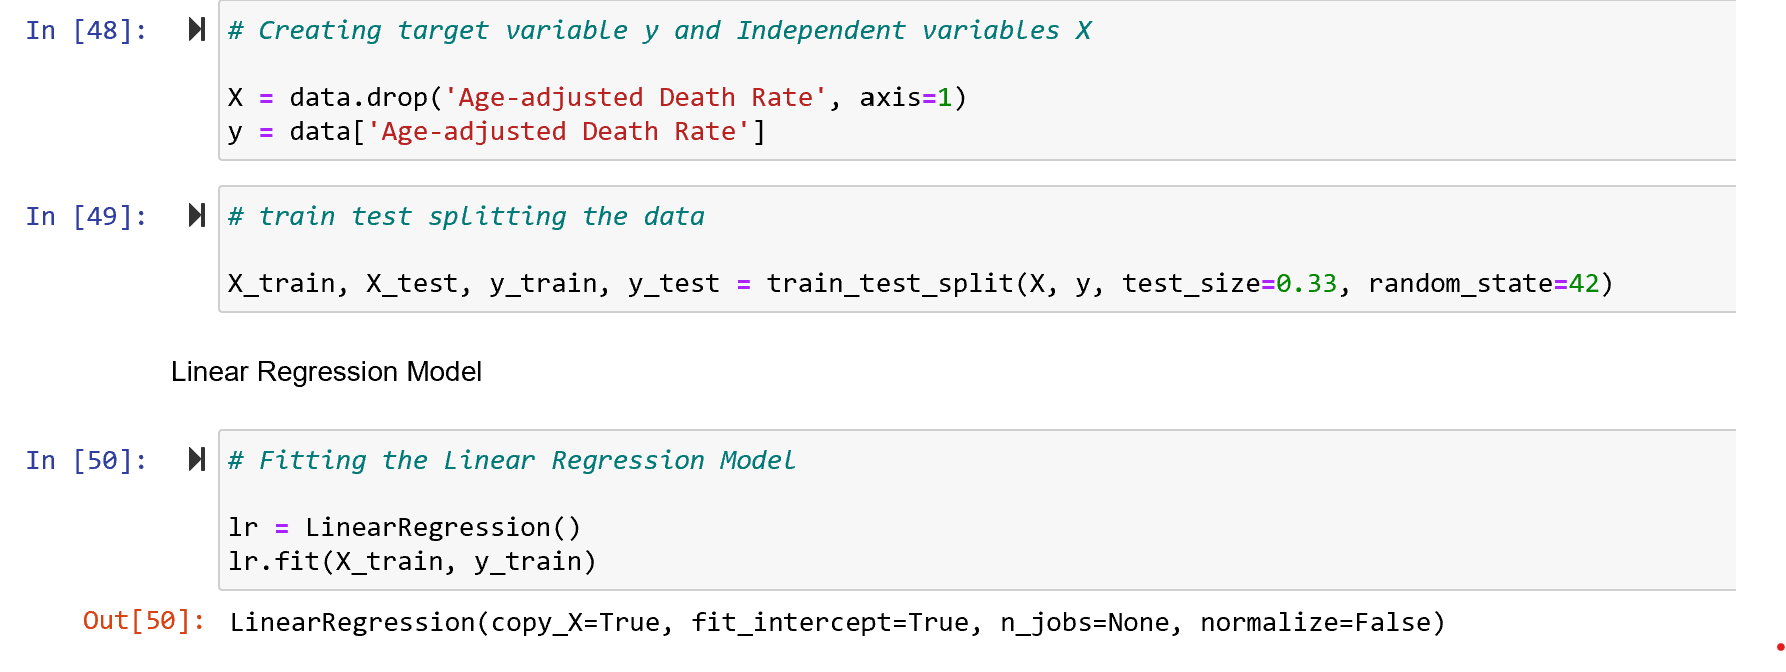 In [48]:
# Creating target variable y and Independent variables X
X = data.drop('Age-adjusted Death Rate', axis=1)
y = data['Age-adjusted Death Rate']
In [49]:
# train test splitting the data
X_train, X_test, y_train, y_test = train_test_split(X, y, test_size=0.33, random_state=42)
Linear Regression Model
In [50]:
# Fitting the Linear Regression Model
lr = LinearRegression()
lr.fit(X_train, y_train)
Out[50]: LinearRegression(copy_X=True, fit_intercept=True, n_jobs=None, normalize=False)